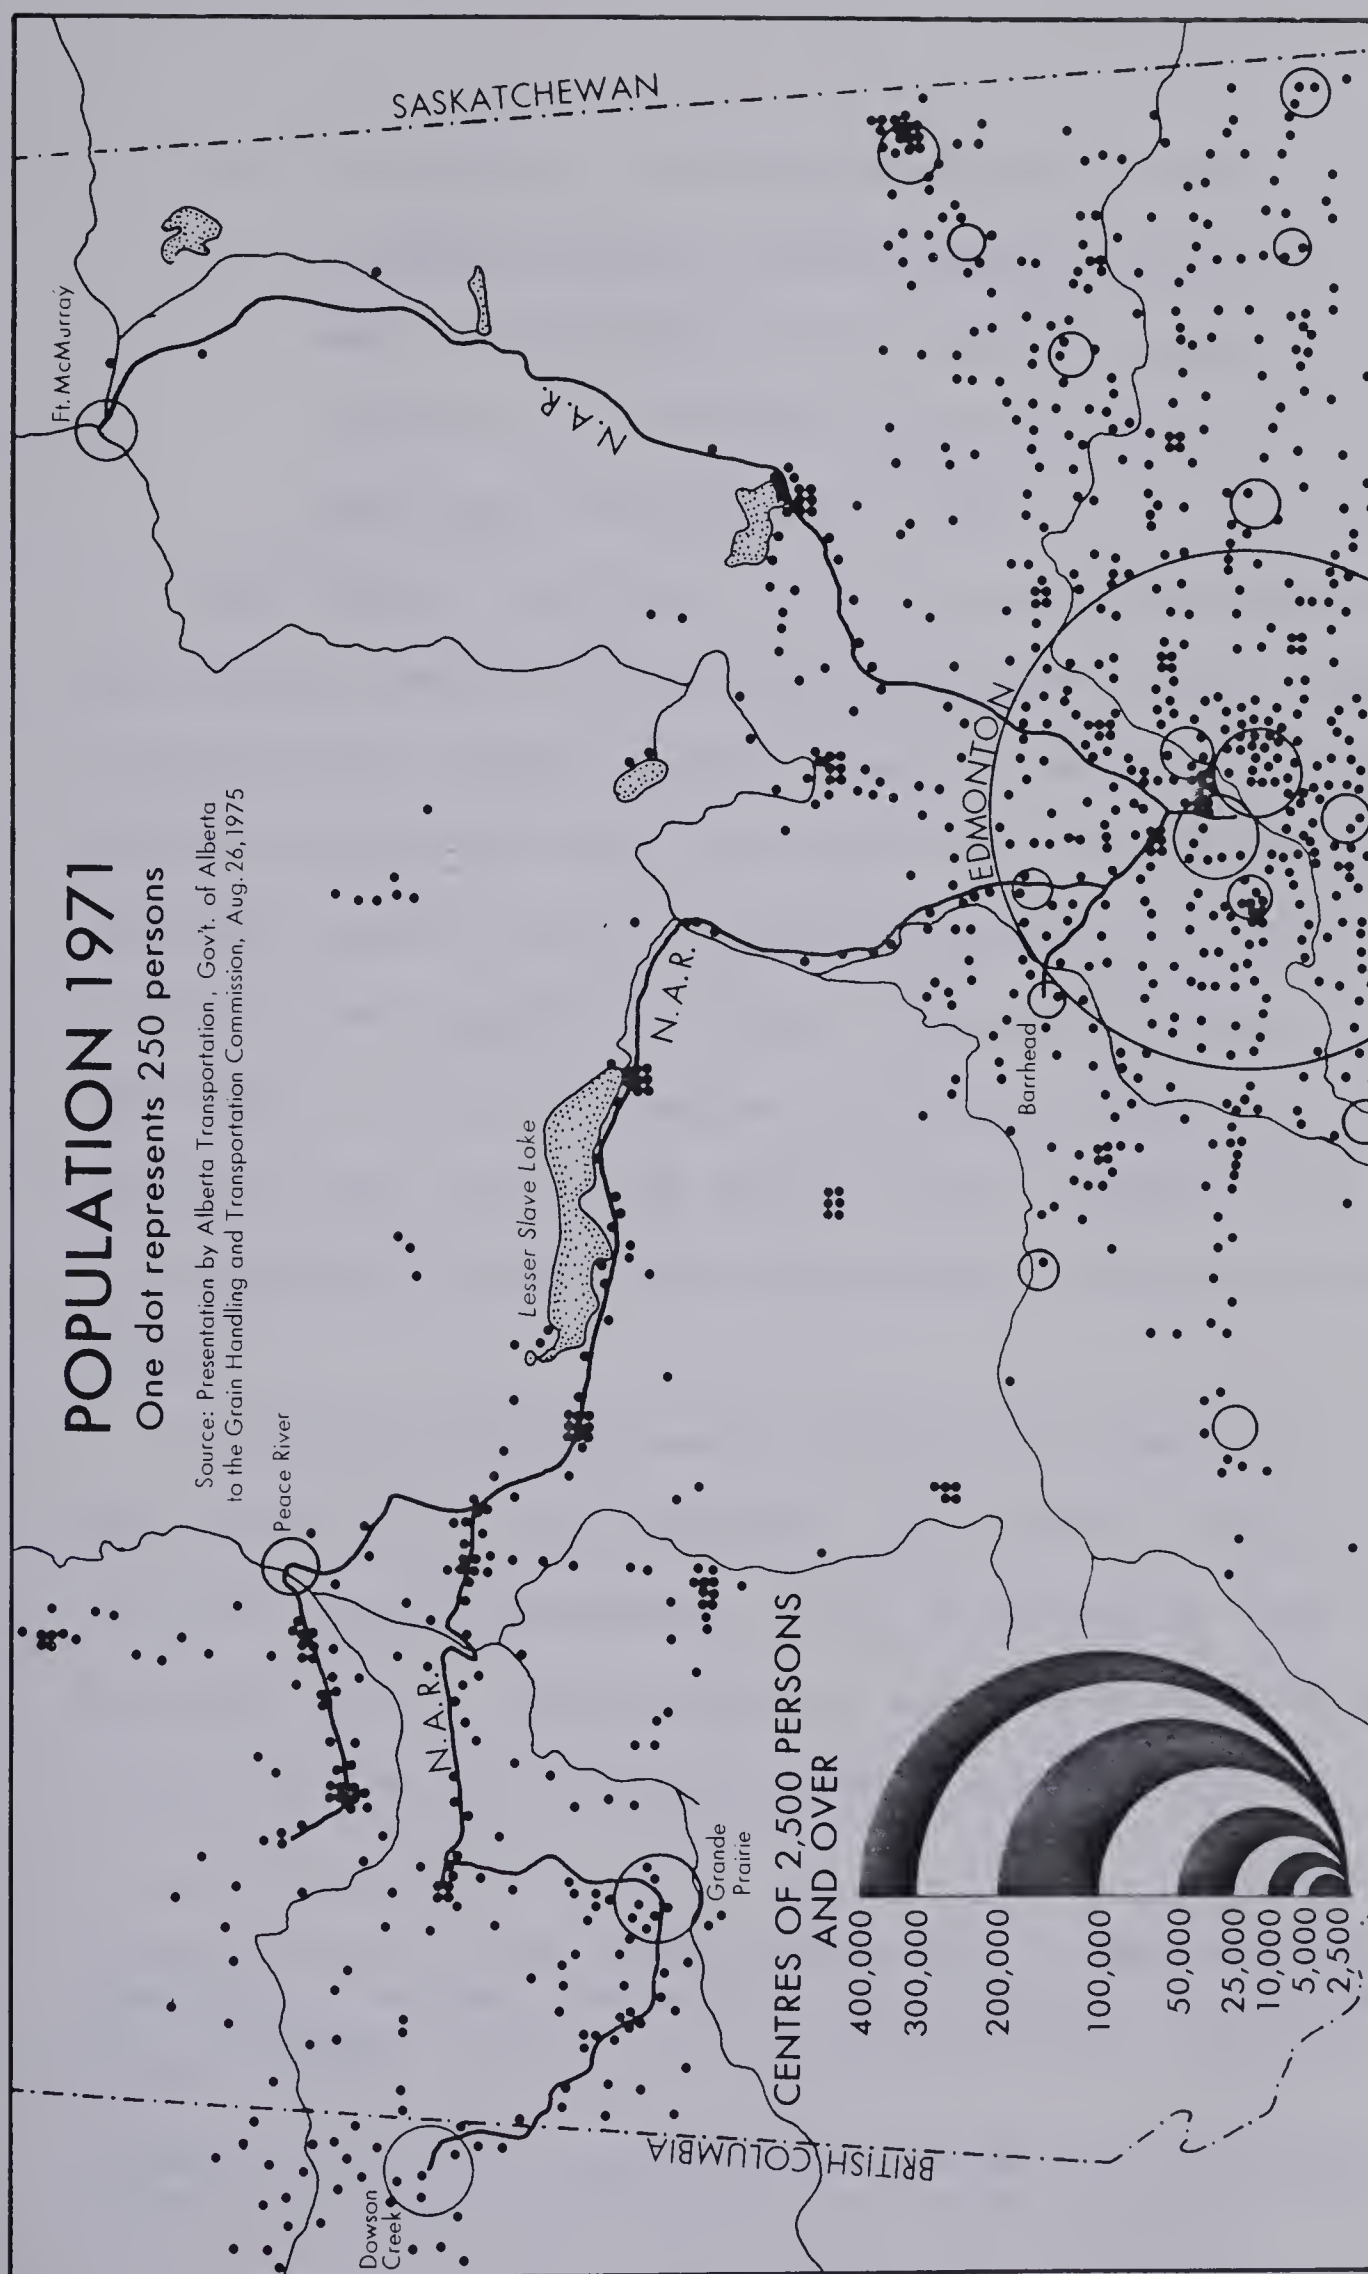 POPULATION 1971
One dot represents 250 persons
Source: Presentation by Alberta Transportation, Gov't. of Alberta
to the Grain Handling and Transportation Commission, Aug. 26, 1975
SASKATCHEWAN
Ft. McMurray
N.A.R.
Peace River
Lesser Slave Lake
N.A.R.
EDMONTON
Barrhead
N.A.R.
Dowson
Creek
Grande
Prairie
BRITISH COLUMBIA
CENTRES OF 2,500 PERSONS
AND OVER
400,000
300,000
200,000
100,000
50,000
25,000
10,000
5,000
2,500